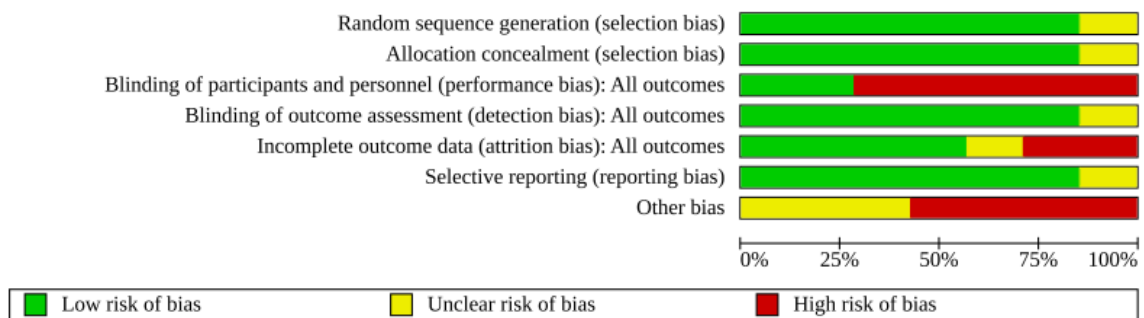 Random sequence generation (selection bias)
Allocation concealment (selection bias)
Blinding of participants and personnel (performance bias): All outcomes
Blinding of outcome assessment (detection bias): All outcomes
Incomplete outcome data (attrition bias): All outcomes
Selective reporting (reporting bias)
Other bias
0% 25% 50% 75% 100%
Low risk of bias Unclear risk of bias High risk of bias